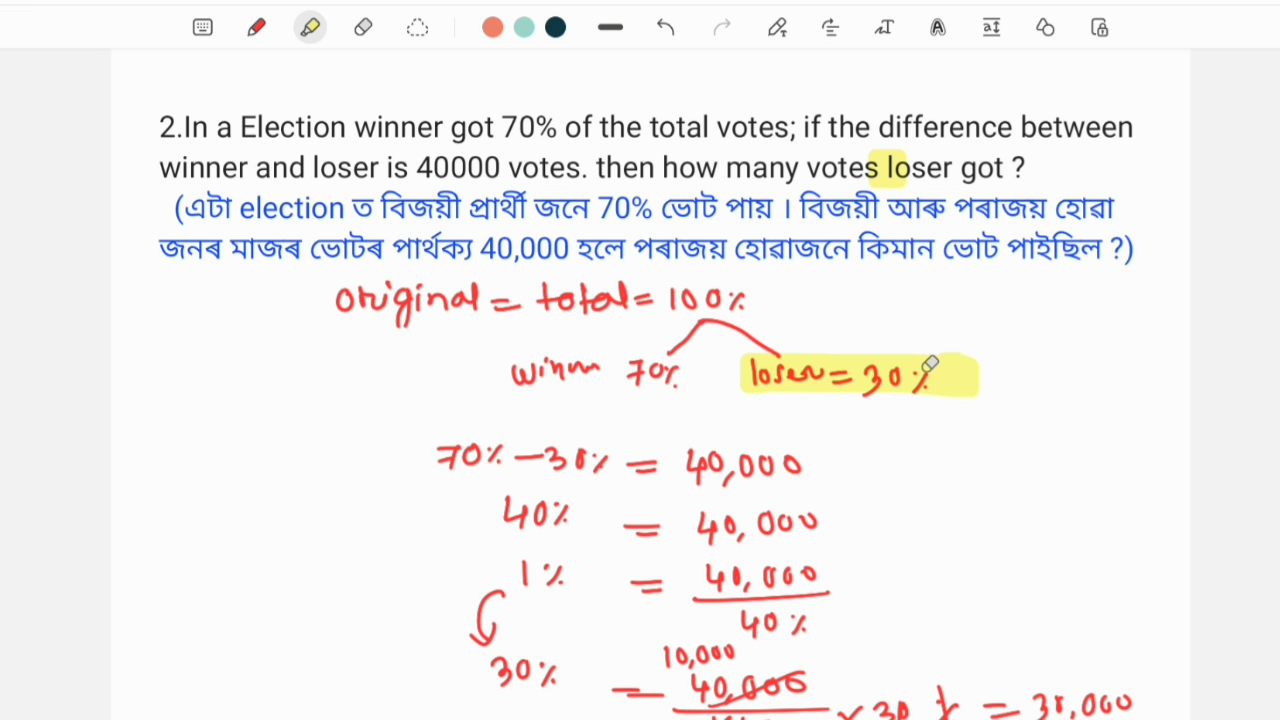 2.In a Election winner got 70% of the total votes; if the difference between
winner and loser is 40000 votes. then how many votes loser got ?
(এটা election ত বিজয়ী প্ৰাৰ্থী জনে 70% ভোট পায় । বিজয়ী আৰু পৰাজয় হোৱা
জনৰ মাজৰ ভোটৰ পাৰ্থক্য 40,000 হলে পৰাজয় হোৱাজনে কিমান ভোট পাইছিল ?)
original = total = 100%
70% loser = 30%
70% - 30% = 40,000
40% = 40,000
1% = 40,000
40%
10,000
30% = 40,000
× 30 % = 30,000